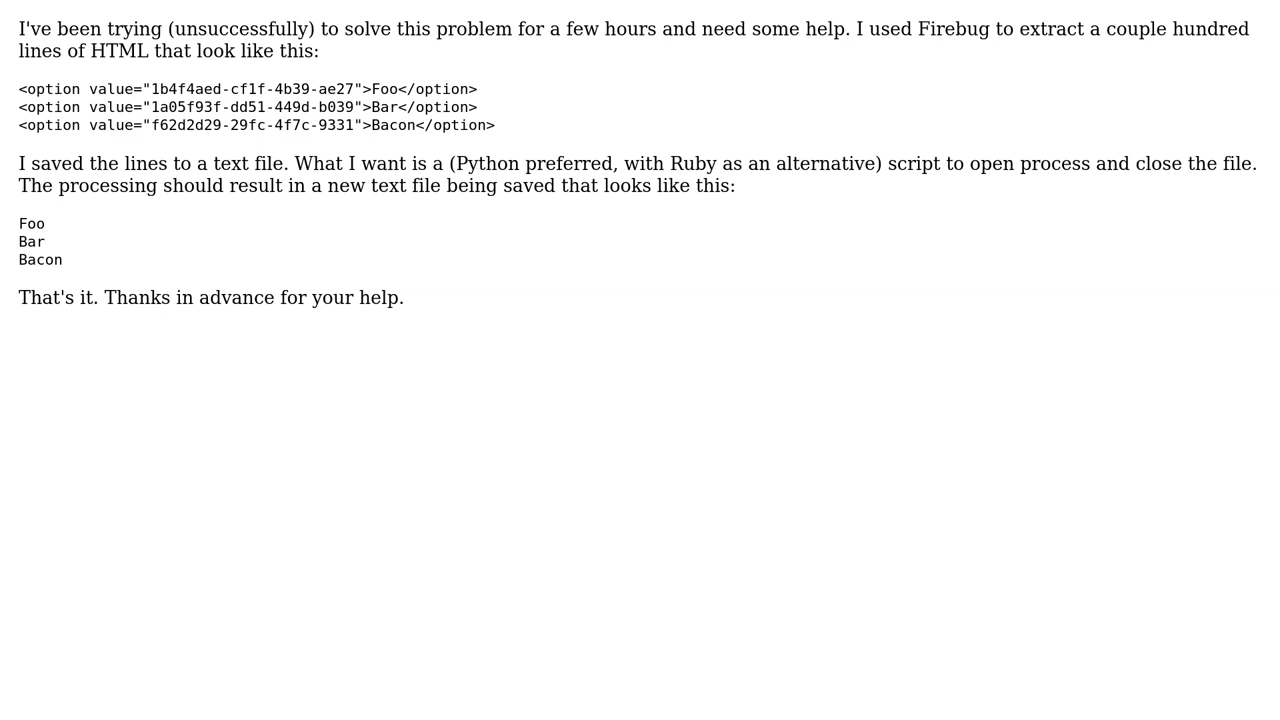 I've been trying (unsuccessfully) to solve this problem for a few hours and need some help. I used Firebug to extract a couple hundred
lines of HTML that look like this:
<option value="1b4f4aed-cf1f-4b39-ae27">Foo</option>
<option value="1a05f93f-dd51-449d-b039">Bar</option>
<option value="f62d2d29-29fc-4f7c-9331">Bacon</option>
I saved the lines to a text file. What I want is a (Python preferred, with Ruby as an alternative) script to open process and close the file.
The processing should result in a new text file being saved that looks like this:
Foo
Bar
Bacon
That's it. Thanks in advance for your help.